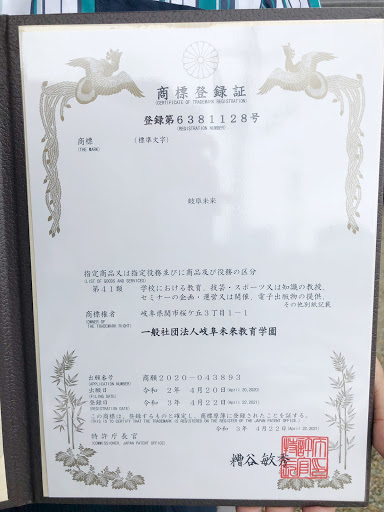 商標登録証
(CERTIFICATE OF TRADEMARK REGISTRATION)
登録第6381128号
(REGISTRATION NUMBER)
商標
(THE MARK)
(標準文字)
岐阜未来
指定商品又は指定役務並びに商品及び役務の区分
(LIST OF GOODS AND SERVICES)
第41類 学校における教育,技芸・スポーツ又は知識の教授,
セミナーの企画・運営又は開催,電子出版物の提供,
その他別紙記載
商標権者
(OWNER OF THE TRADEMARK RIGHT)
岐阜県関市桜ケ丘3丁目1-1
一般社団法人岐阜未来教育学園
出願番号 商願2020-043893
(APPLICATION NUMBER)
出願日 令和 2年 4月20日(April 20,2020)
(FILING DATE)
登録日 令和 3年 4月22日(April 22,2021)
(REGISTRATION DATE)
この商標は、登録するものと確定し、商標原簿に登録されたことを証する。
(THIS IS TO CERTIFY THAT THE TRADEMARK IS REGISTERED ON THE REGISTER OF THE JAPAN PATENT OFFICE.)
令和 3年 4月22日(April 22,2021)
特許庁長官
(COMMISSIONER, JAPAN PATENT OFFICE)
糟谷敏秀